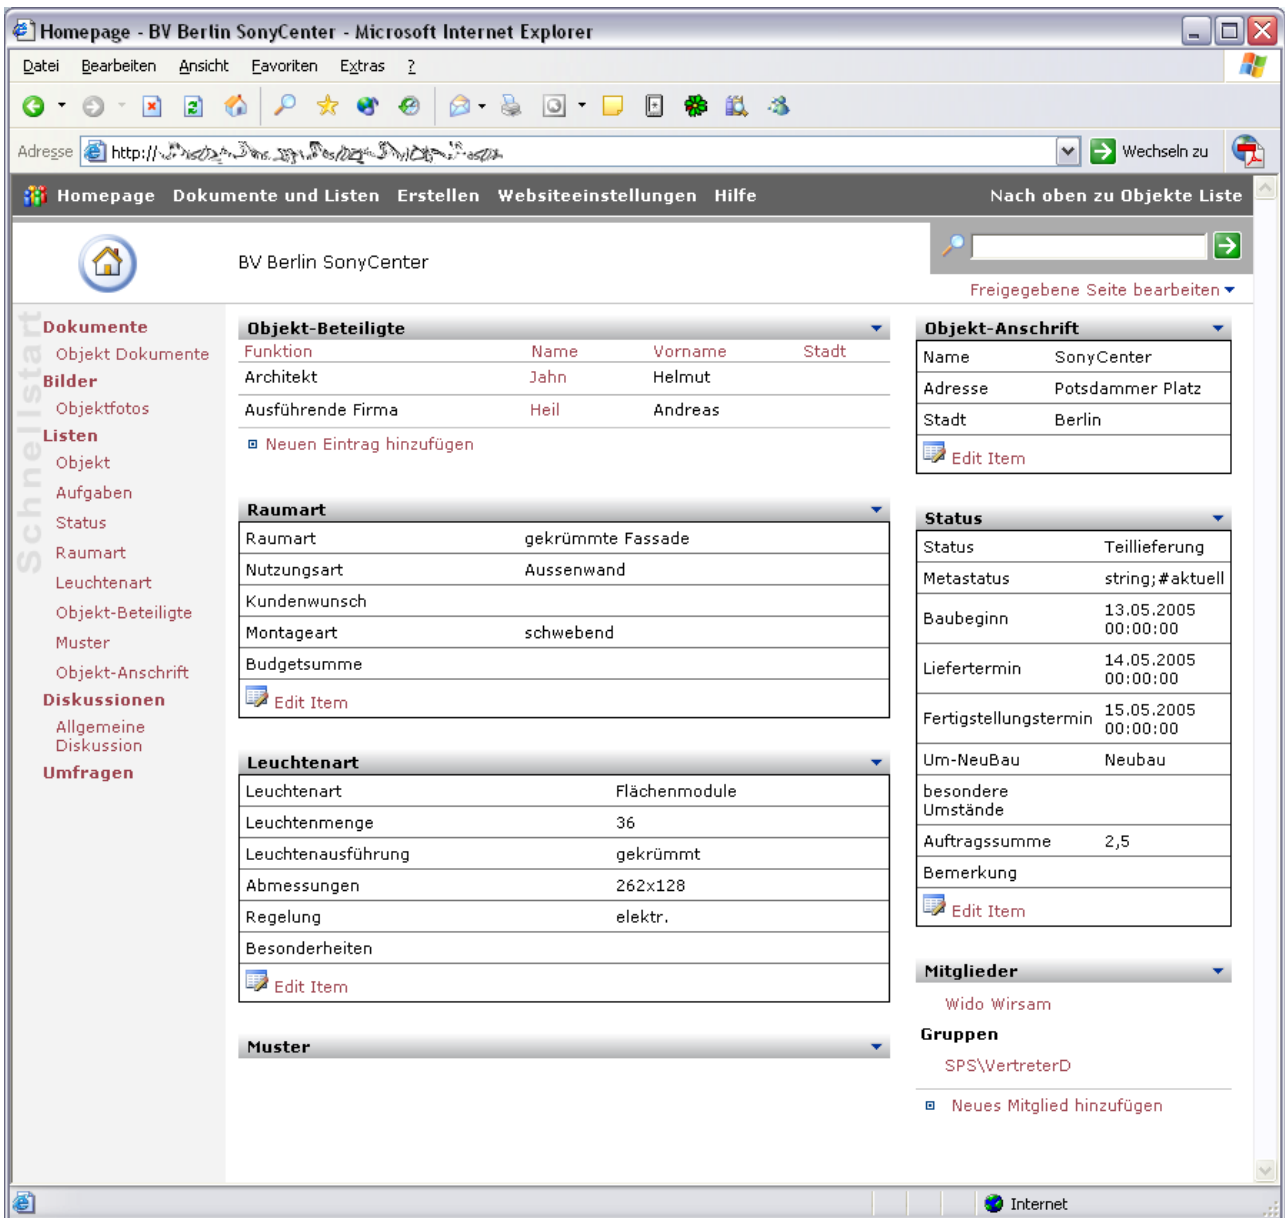 Homepage - BV Berlin SonyCenter - Microsoft Internet Explorer
Datei Bearbeiten Ansicht Favoriten Extras ?
Adresse http:// Wechseln zu
Homepage Dokumente und Listen Erstellen Websiteeinstellungen Hilfe Nach oben zu Objekte Liste
BV Berlin SonyCenter
Freigegebene Seite bearbeiten
Schnellstart
Dokumente
Objekt Dokumente
Bilder
Objektfotos
Listen
Objekt
Aufgaben
Status
Raumart
Leuchtenart
Objekt-Beteiligte
Muster
Objekt-Anschrift
Diskussionen
Allgemeine
Diskussion
Umfragen
Objekt-Beteiligte
Funktion Name Vorname Stadt
Architekt Jahn Helmut
Ausführende Firma Heil Andreas
Neuen Eintrag hinzufügen
Raumart
Raumart gekrümmte Fassade
Nutzungsart Aussenwand
Kundenwunsch
Montageart schwebend
Budgetsumme
Edit Item
Leuchtenart
Leuchtenart Flächenmodule
Leuchtenmenge 36
Leuchtenausführung gekrümmt
Abmessungen 262x128
Regelung elektr.
Besonderheiten
Edit Item
Muster
Objekt-Anschrift
Name SonyCenter
Adresse Potsdammer Platz
Stadt Berlin
Edit Item
Status
Status Teillieferung
Metastatus string;#aktuell
Baubeginn 13.05.2005
00:00:00
Liefertermin 14.05.2005
00:00:00
Fertigstellungstermin 15.05.2005
00:00:00
Um-NeuBau Neubau
besondere
Umstände
Auftragssumme 2,5
Bemerkung
Edit Item
Mitglieder
Wido Wirsam
Gruppen
SPS\VertreterD
Neues Mitglied hinzufügen
Internet